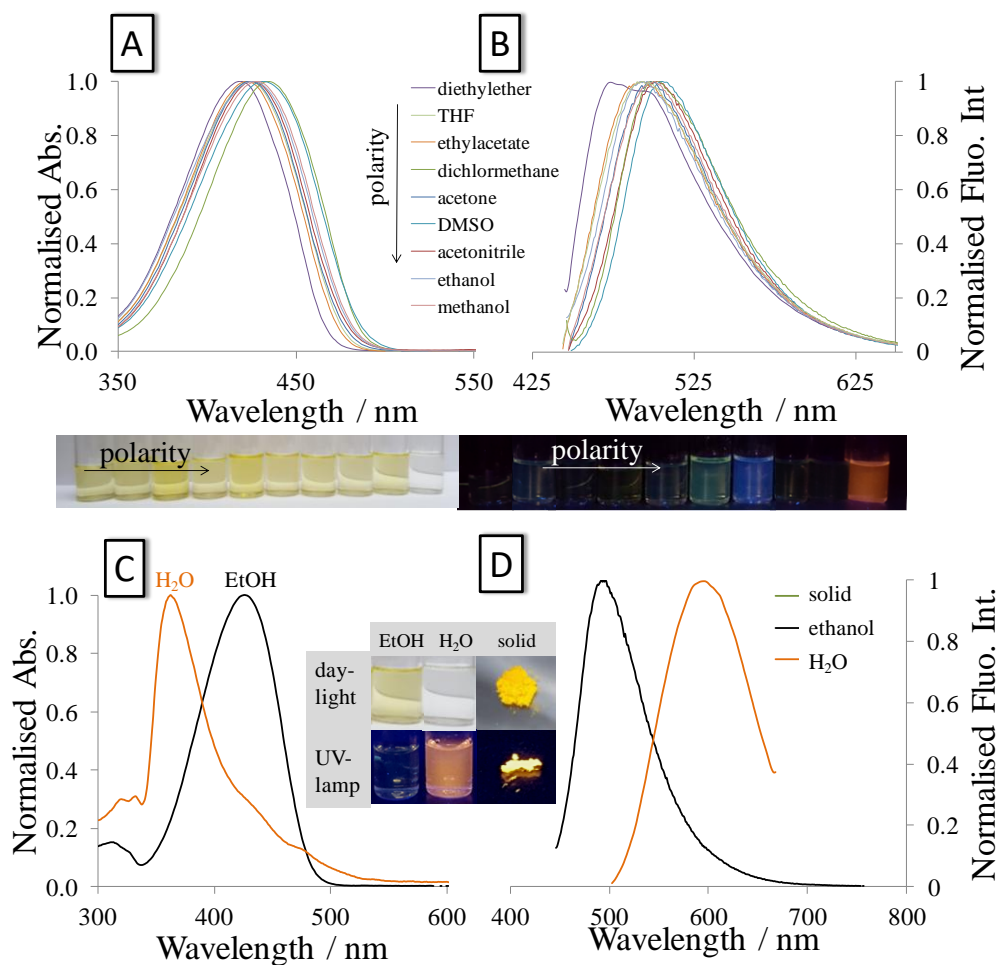 A
B
1.0
0.8
0.6
0.4
0.2
0.0
Normalised Abs.
350
450
550
Wavelength / nm
polarity
diethylether
THF
ethylacetate
dichlormethane
acetone
DMSO
acetonitrile
ethanol
methanol
1
0.8
0.6
0.4
0.2
0
Normalised Fluo. Int
425
525
625
Wavelength / nm
polarity
polarity
C
D
H₂O
EtOH
1.0
0.8
0.6
0.4
0.2
0.0
Normalised Abs.
300
400
500
600
Wavelength / nm
EtOH H₂O solid
day-
light
UV-
lamp
solid
ethanol
H₂O
1
0.8
0.6
0.4
0.2
0
Normalised Fluo. Int.
400
500
600
700
800
Wavelength / nm